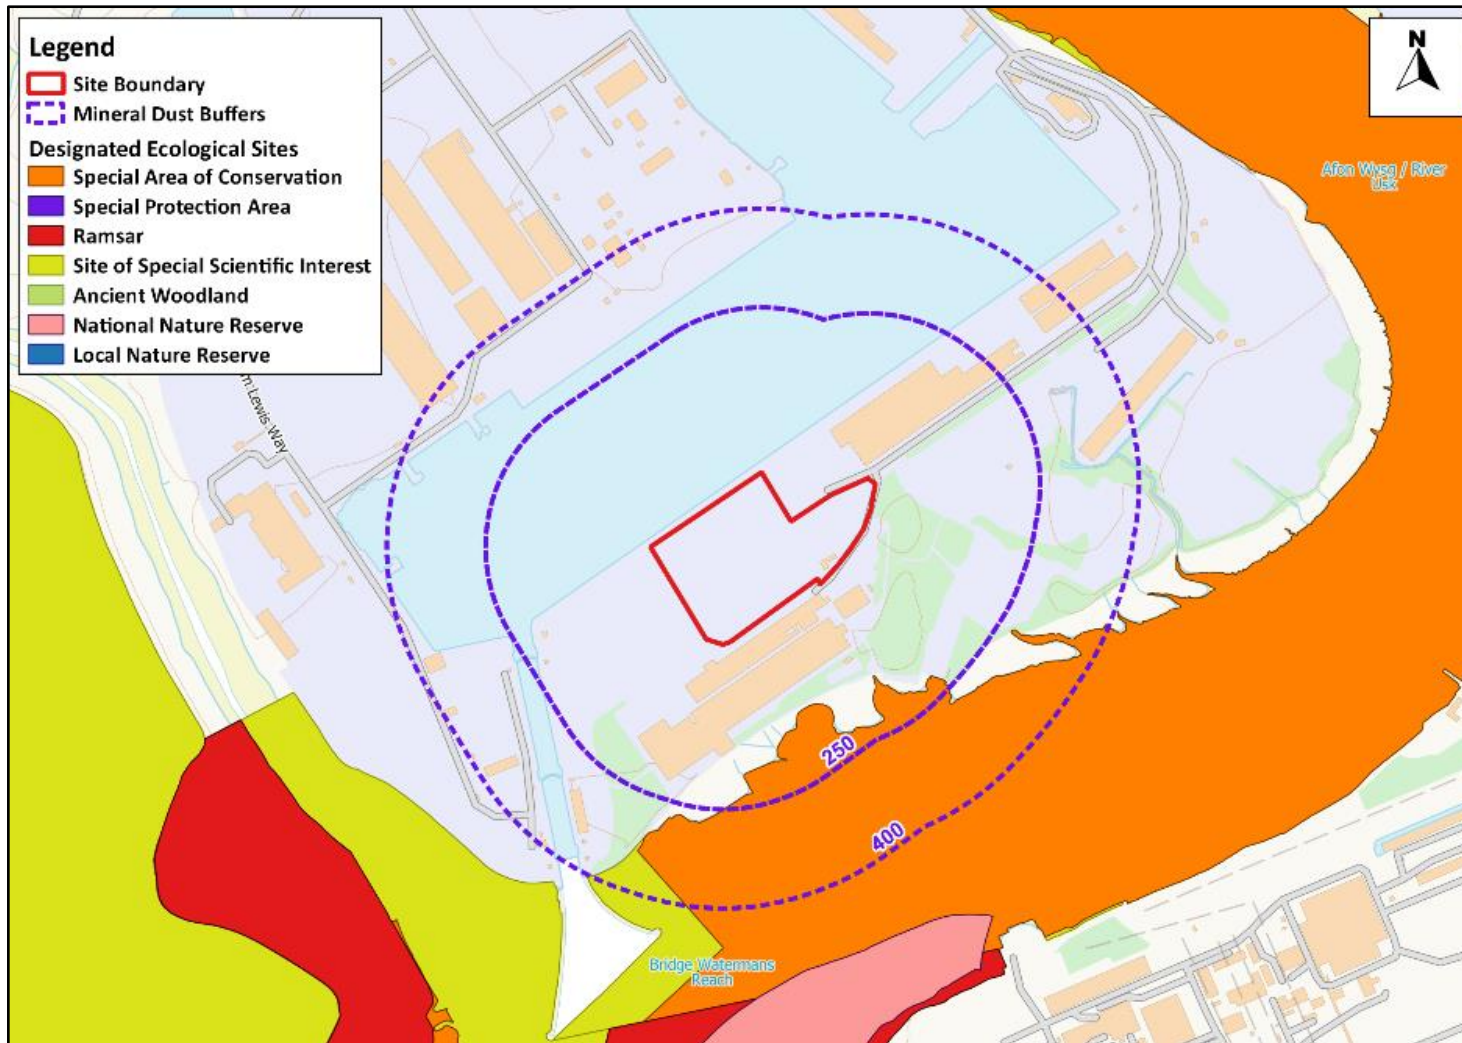 Legend
Site Boundary
Mineral Dust Buffers
Designated Ecological Sites
Special Area of Conservation
Special Protection Area
Ramsar
Site of Special Scientific Interest
Ancient Woodland
National Nature Reserve
Local Nature Reserve
N
Afon Wysg / River
Usk
Lewis Way
250
400
Bridge Watermans
Reach